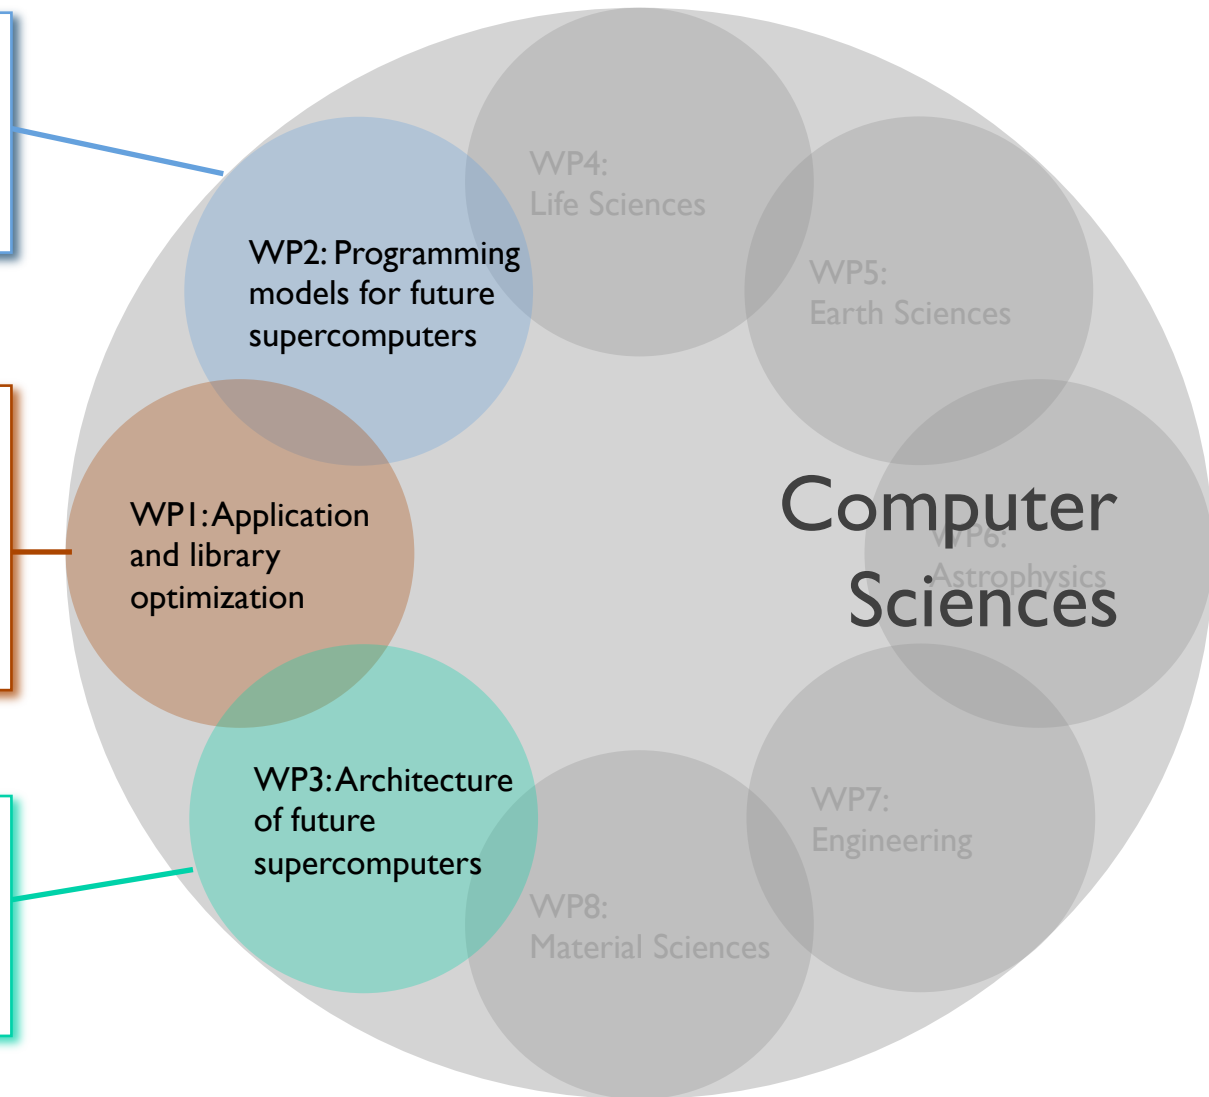 WP4:
Life Sciences
WP2: Programming
models for future
supercomputers
WP5:
Earth Sciences
Computer
Sciences
WP6:
Astrophysics
WP1: Application
and library
optimization
WP3: Architecture
of future
supercomputers
WP7:
Engineering
WP8:
Material Sciences